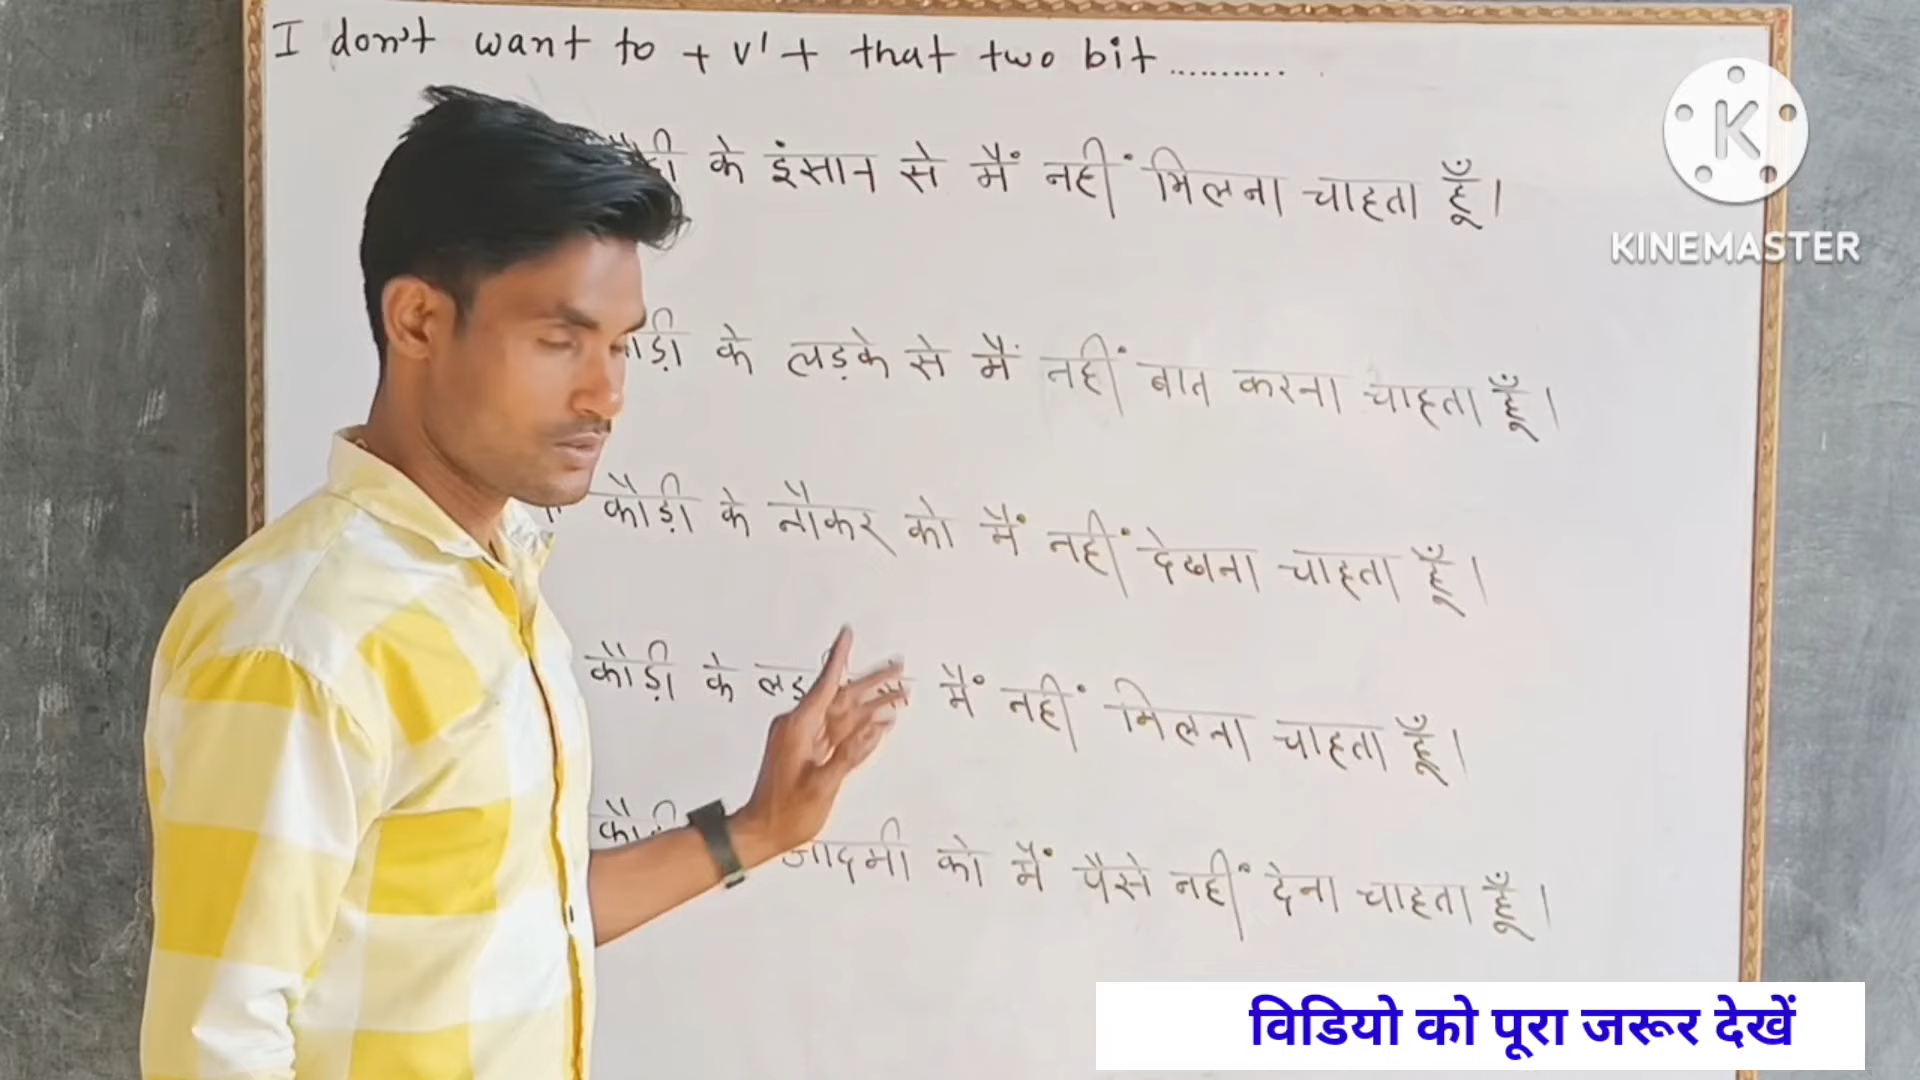 I don't want to + v' + that two bit ...........
के इंसान से मैं नहीं मिलना चाहता हूँ।
के लड़के से मैं नहीं बात करना चाहता हूँ।
कौड़ी के नौकर को मैं नहीं देखना चाहता हूँ।
कौड़ी के मैं नहीं मिलना चाहता हूँ।
आदमी को मैं पैसे नहीं देना चाहता हूँ।
K
KINEMASTER
विडियो को पूरा जरूर देखें